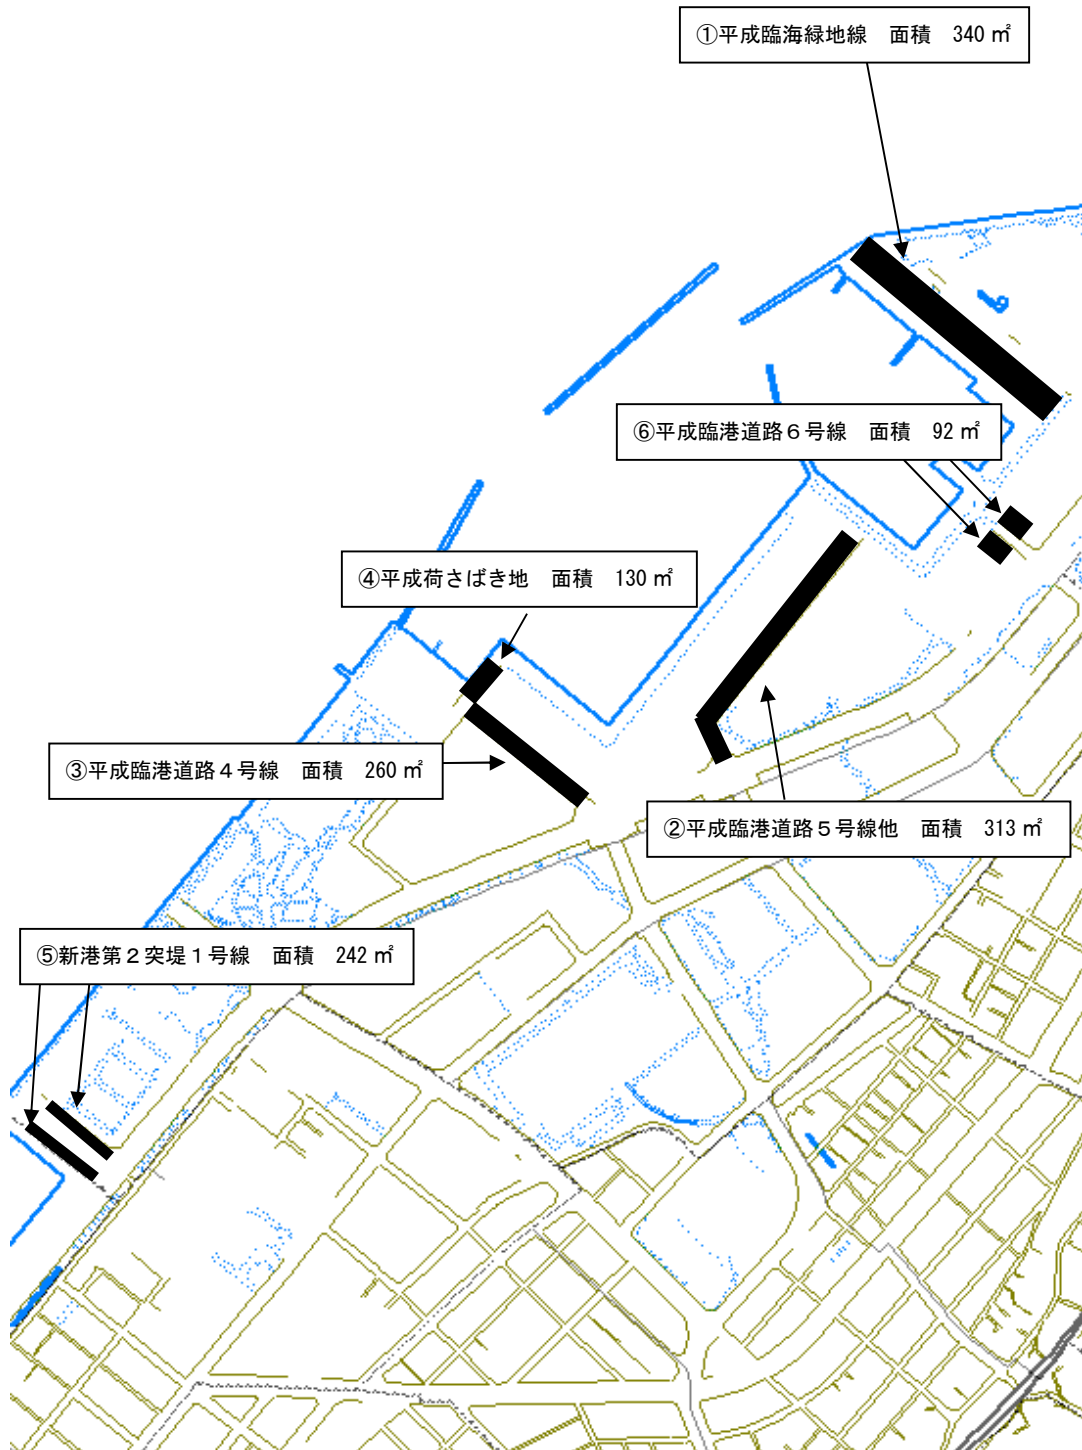 ①平成臨海緑地線　面積　340 ㎡
⑥平成臨港道路６号線　面積　92 ㎡
④平成荷さばき地　面積　130 ㎡
③平成臨港道路４号線　面積　260 ㎡
②平成臨港道路５号線他　面積　313 ㎡
⑤新港第２突堤１号線　面積　242 ㎡